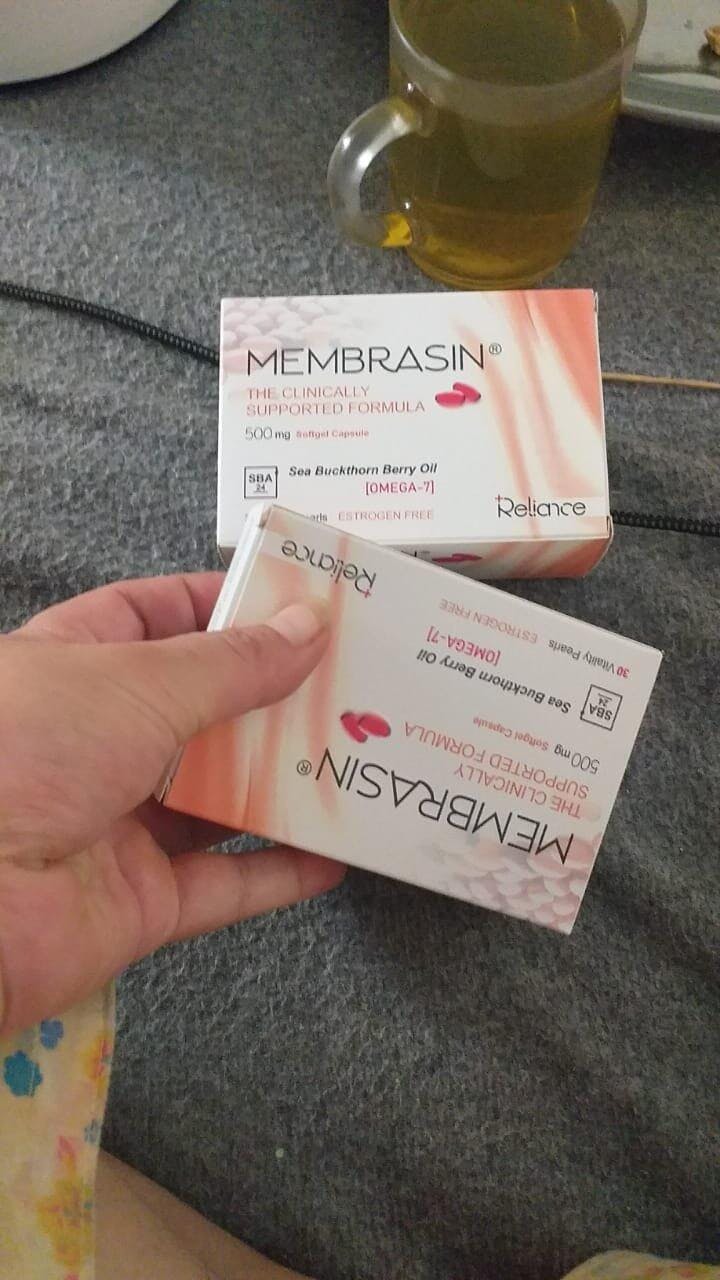 MEMBRASIN®
THE CLINICALLY
SUPPORTED FORMULA
500 mg Softgel Capsule
SBA
24
Sea Buckthorn Berry Oil
[OMEGA-7]
ESTROGEN FREE
Reliance
MEMBRASIN®
THE CLINICALLY
SUPPORTED FORMULA
500 mg Softgel Capsule
SBA
24
Sea Buckthorn Berry Oil
[OMEGA-7]
30 Vitality Pearls ESTROGEN FREE
Reliance